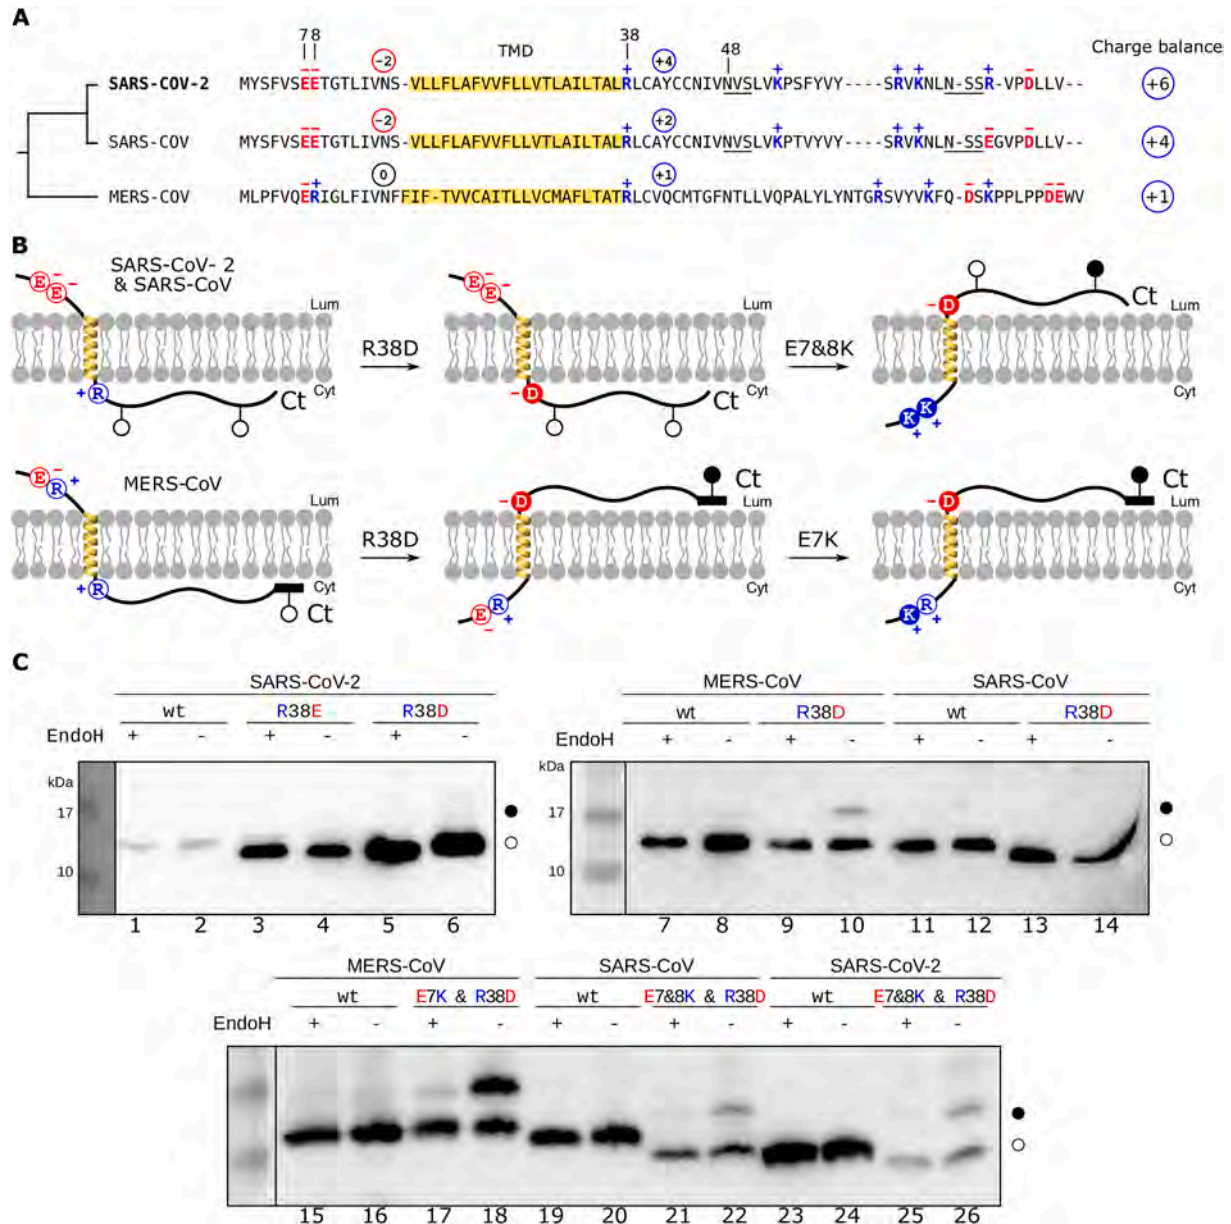 A
78
38
48
TMD
Charge balance
-- -2 + +4 + ++ + -
SARS-COV-2 MYSFVSEETGTLIVNS-VLLFLAFVVFLLVTLAILTALRLCAYCCNIVNVSLVKPSFYVY----SRVKNLN-SSR-VPDLLV-- +6
-- -2 + +2 + ++ - -
SARS-COV MYSFVSEETGTLIVNS-VLLFLAFVVFLLVTLAILTALRLCAYCCNIVNVSLVKPTVYVY----SRVKNLN-SSEGVPDLLV-- +4
-+ 0 + +1 + + - + --
MERS-COV MLPFVQERIGLFIVNFFIF-TVVCAITLLVCMAFLTATRLCVQCMTGFNTLLVQPALYLYNTGRSVYVKFQ-DSKPPLPPDEWV +1
B
SARS-CoV- 2
& SARS-CoV
E - E - Lum
+ R Cyt Ct
R38D
E - E - Lum
- D Cyt Ct
E7&8K
- D Lum Ct
K K Cyt
+ +
MERS-CoV
E - R + Lum
+ R Cyt Ct
R38D
- D Ct
Lum
Cyt
E R
- +
E7K
- D Ct
Lum
Cyt
K R
+ +
C
SARS-CoV-2
wt R38E R38D
EndoH + - + - + -
kDa
17
10
1 2 3 4 5 6
MERS-CoV SARS-CoV
wt R38D wt R38D
EndoH + - + - + - + -
kDa
17
10
7 8 9 10 11 12 13 14
MERS-CoV SARS-CoV SARS-CoV-2
wt E7K & R38D wt E7&8K & R38D wt E7&8K & R38D
EndoH + - + - + - + - + - + -
15 16 17 18 19 20 21 22 23 24 25 26